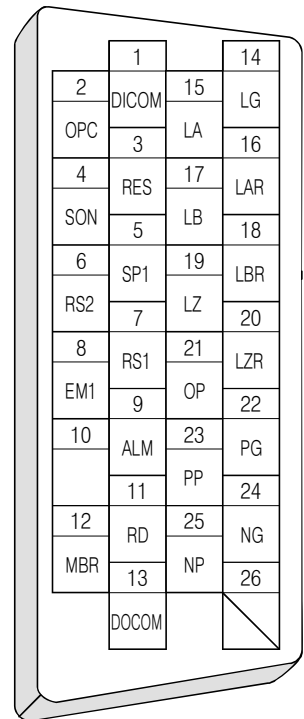 1 14
2 DICOM 15 LG
OPC 3 LA 16
4 RES 17 LAR
SON 5 LB 18
6 SP1 19 LBR
RS2 7 LZ 20
8 RS1 21 LZR
EM1 9 OP 22
10 ALM 23 PG
11 PP 24
12 RD 25 NG
MBR 13 NP 26
DOCOM